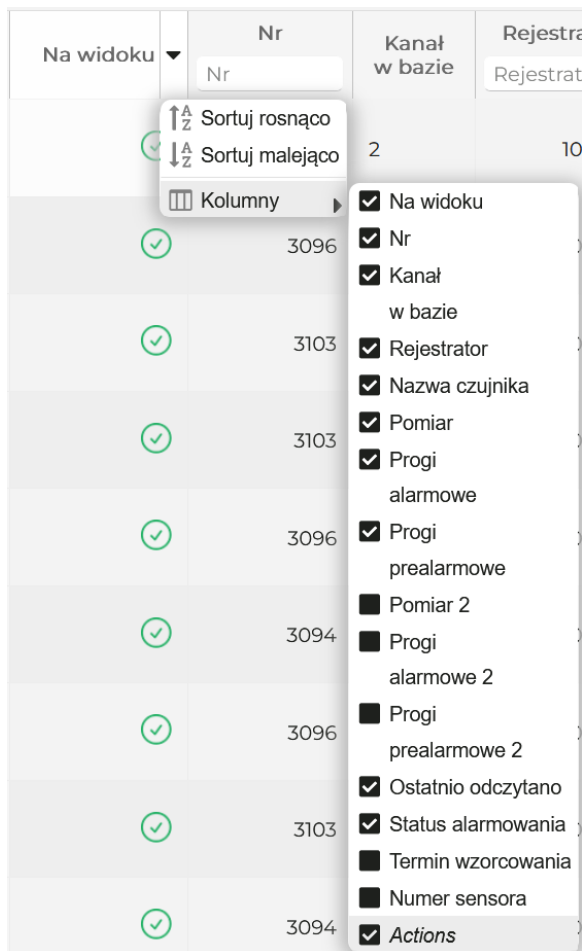 Na widoku
Nr
Nr
Kanał
w bazie
Rejestra
Rejestrat
Sortuj rosnąco
Sortuj malejąco
Kolumny
2
10
3096
3103
3103
3096
3094
3096
3103
3094
Na widoku
Nr
Kanał
w bazie
Rejestrator
Nazwa czujnika
Pomiar
Progi
alarmowe
Progi
prealarmowe
Pomiar 2
Progi
alarmowe 2
Progi
prealarmowe 2
Ostatnio odczytano
Status alarmowania
Termin wzorcowania
Numer sensora
Actions